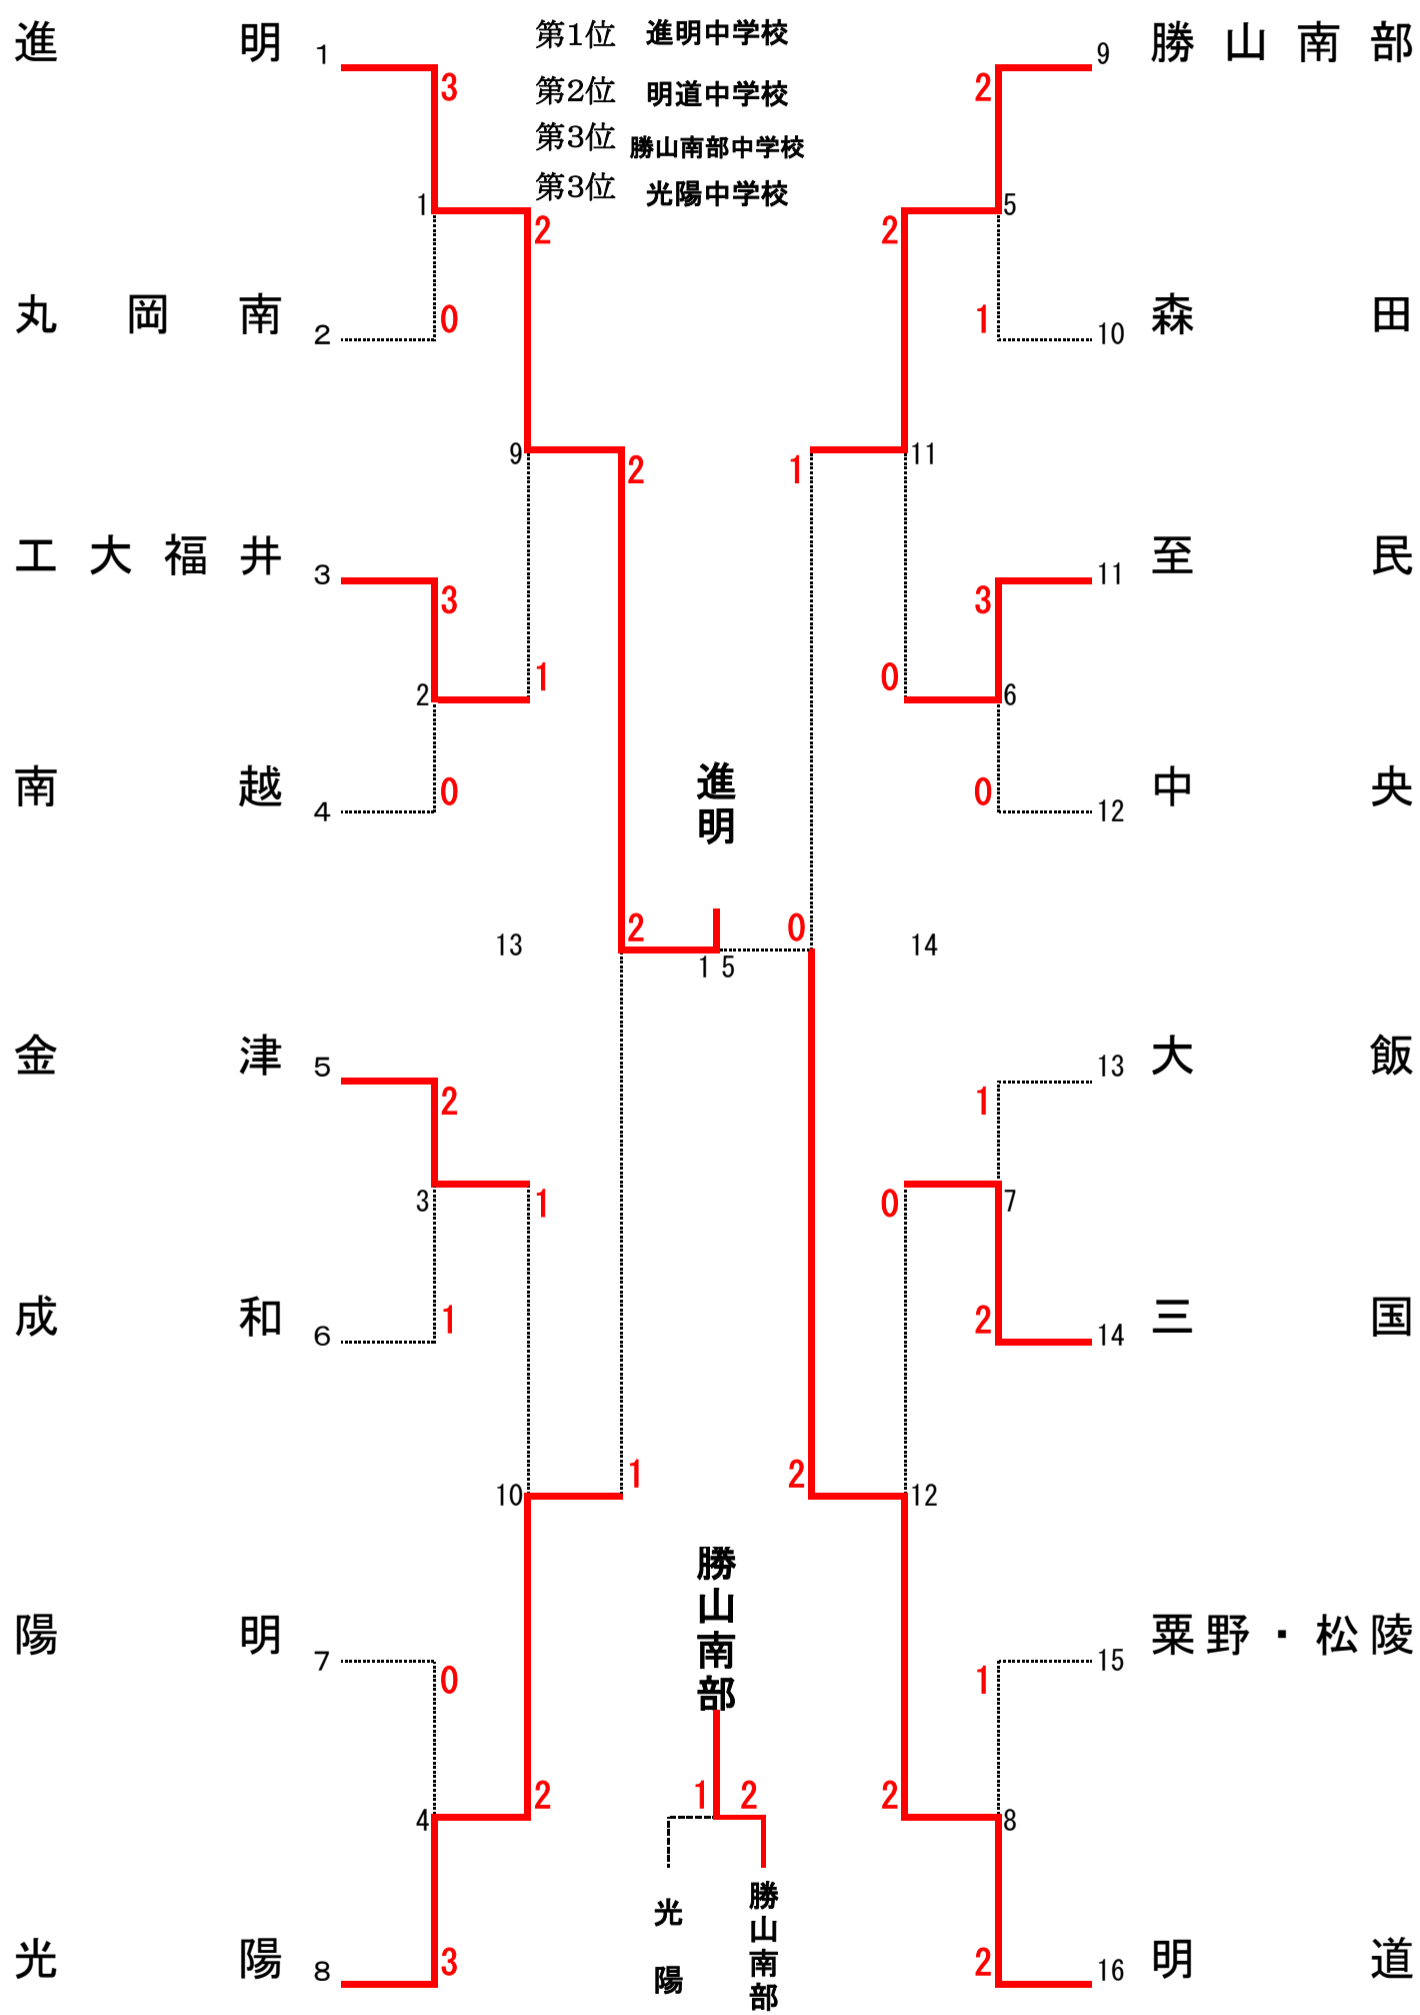 第1位 進明中学校
第2位 明道中学校
第3位 勝山南部中学校
第3位 光陽中学校
進明 1
3
1
2
丸岡南 2
0
9
2
工大福井 3
3
2
1
南越 4
0
13
金津 5
2
3
1
成和 6
1
10
1
陽明 7
0
4
2
光陽 8
3
進明
2
0
15
勝山南部
1 2
光陽
勝山南部
9 勝山南部
2
5
2
10 森田
1
11
1
11 至民
3
6
0
12 中央
0
14
13 大飯
1
7
0
14 三国
2
12
2
15 粟野・松陵
1
8
2
16 明道
2